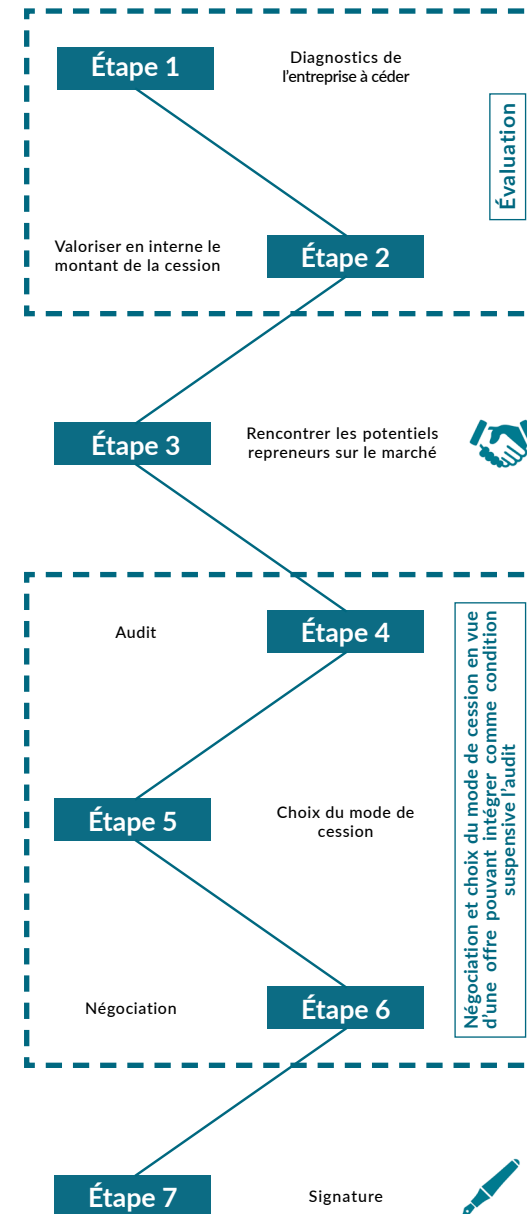 Étape 1
Diagnostics de
l'entreprise à céder
Évaluation
Valoriser en interne le
montant de la cession
Étape 2
Étape 3
Rencontrer les potentiels
repreneurs sur le marché
Audit
Étape 4
Négociation et choix du mode de cession en vue
d'une offre pouvant intégrer comme condition
suspensive l'audit
Étape 5
Choix du mode de
cession
Négociation
Étape 6
Étape 7
Signature